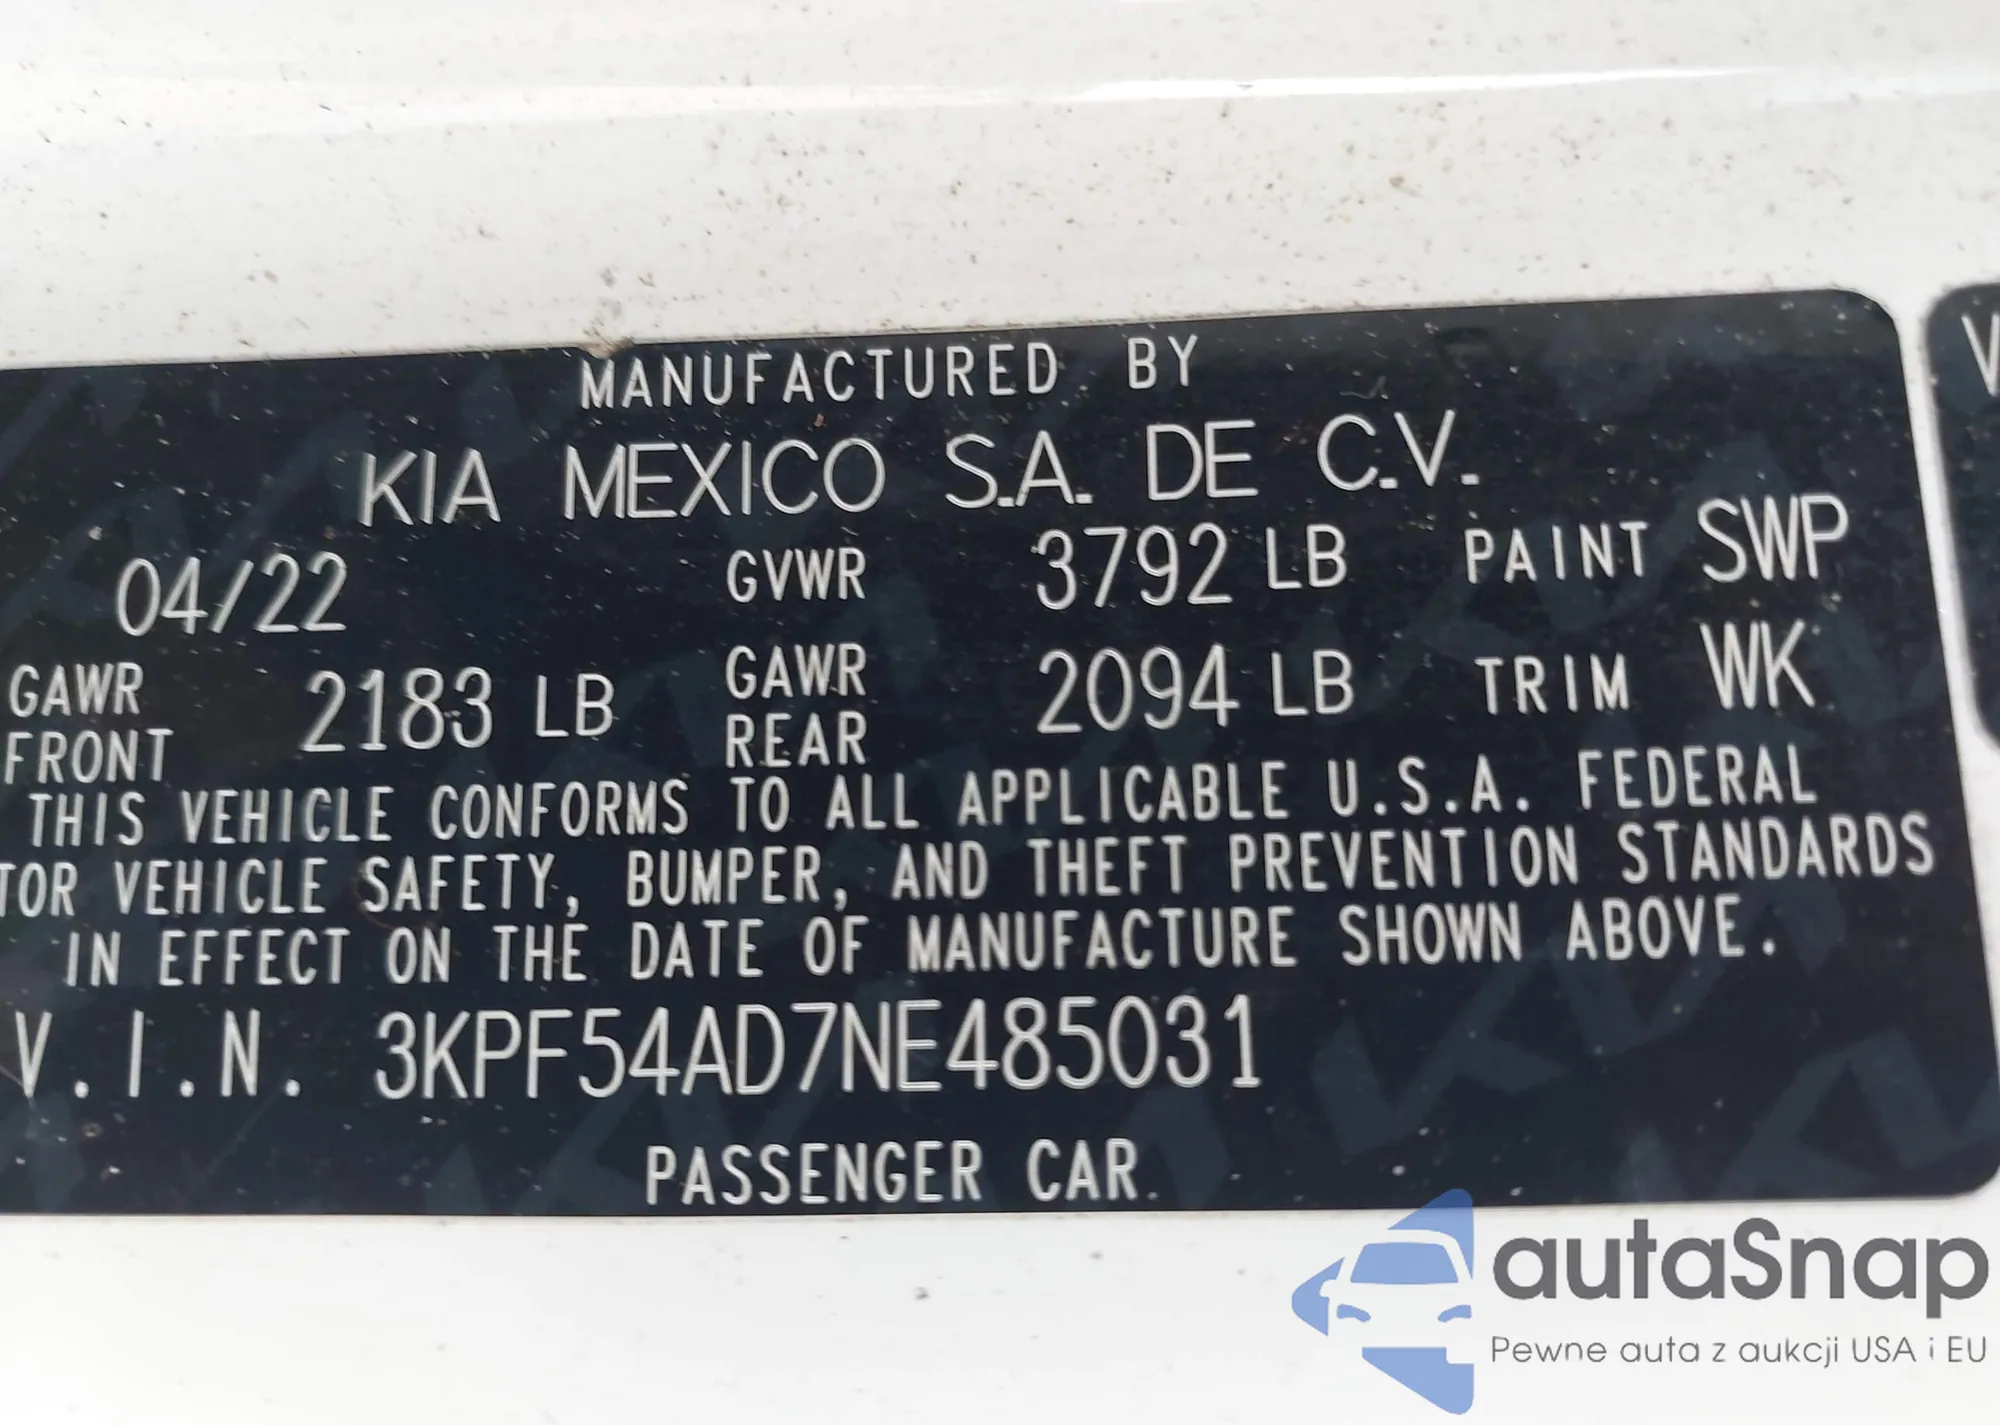 MANUFACTURED BY
KIA MEXICO S.A. DE C.V.
04/22 GVWR 3792 LB PAINT SWP
GAWR FRONT 2183 LB GAWR REAR 2094 LB TRIM WK
THIS VEHICLE CONFORMS TO ALL APPLICABLE U.S.A. FEDERAL
TOR VEHICLE SAFETY, BUMPER, AND THEFT PREVENTION STANDARDS
IN EFFECT ON THE DATE OF MANUFACTURE SHOWN ABOVE.
V.I.N. 3KPF54AD7NE485031
PASSENGER CAR
V
autaSnap
Pewne auta z aukcji USA i EU